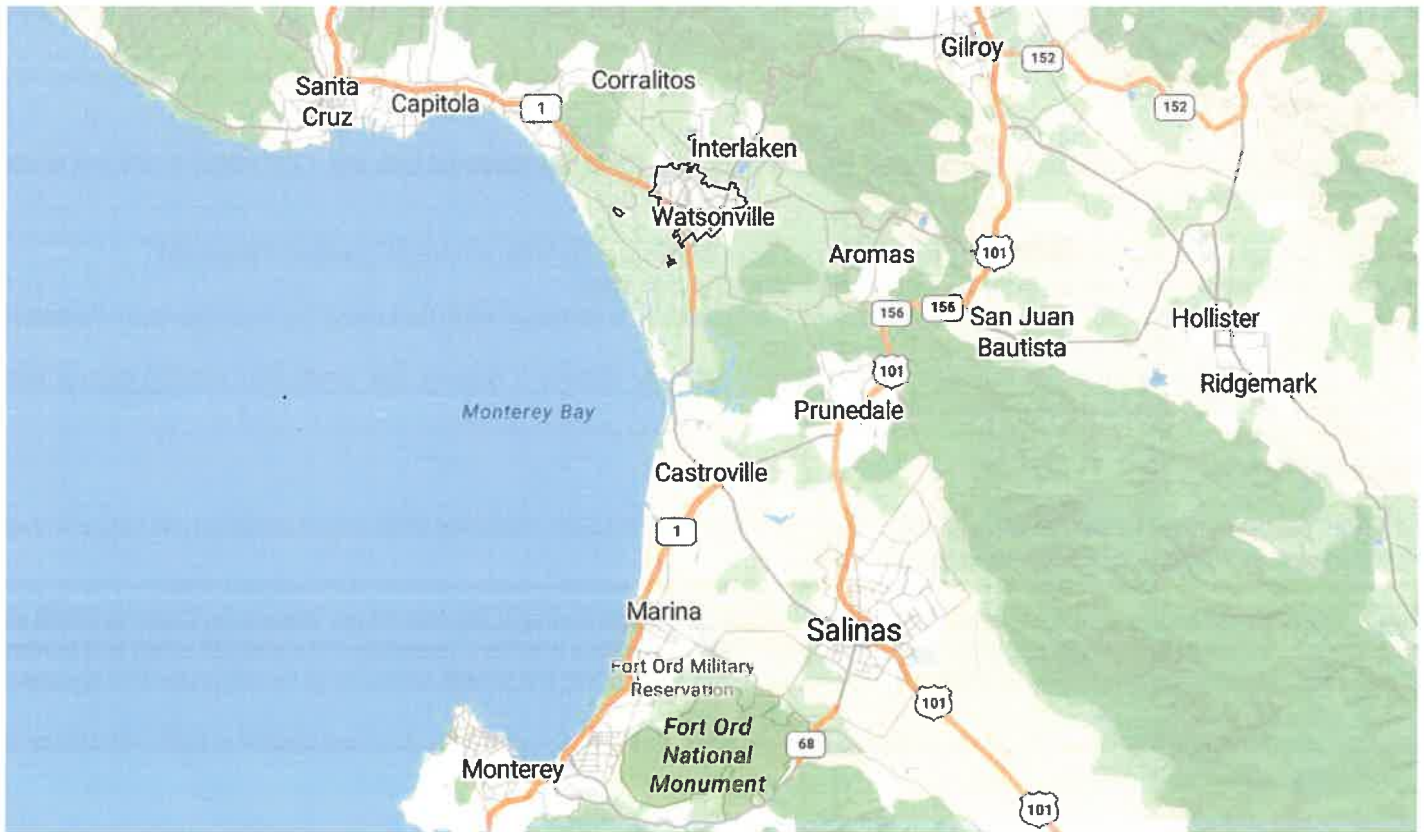 Gilroy
152
Santa
Cruz
Capitola
1
Corralitos
152
Interlaken
Watsonville
Aromas
101
156
156
San Juan
Bautista
Hollister
101
Ridgemark
Monterey Bay
Prunedale
Castroville
1
Marina
Salinas
Fort Ord Military
Reservation
101
Fort Ord
National
Monument
68
Monterey
101